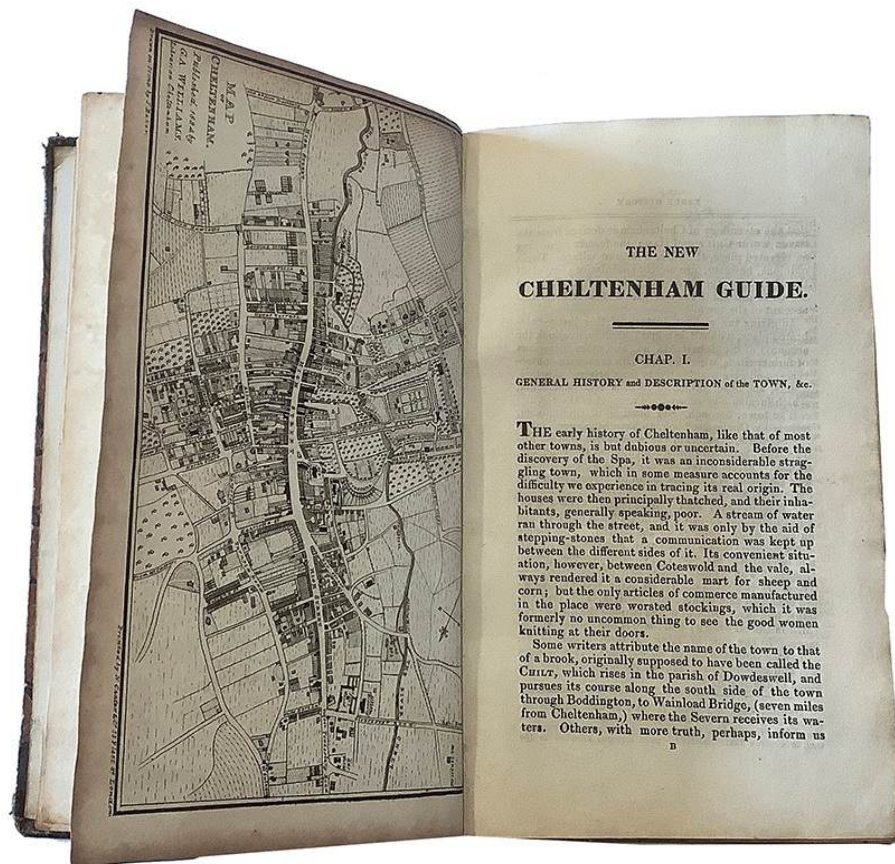 MAP
OF
CHELTENHAM.
Published 1824 by
G. A. WILLIAMS
Librarian Cheltenham
THE NEW
CHELTENHAM GUIDE.
CHAP. I.
GENERAL HISTORY and DESCRIPTION of the TOWN, &c.
THE early history of Cheltenham, like that of most
other towns, is but dubious or uncertain. Before the
discovery of the Spa, it was an inconsiderable strag-
gling town, which in some measure accounts for the
difficulty we experience in tracing its real origin. The
houses were then principally thatched, and their inha-
bitants, generally speaking, poor. A stream of water
ran through the street, and it was only by the aid of
stepping-stones that a communication was kept up
between the different sides of it. Its convenient situ-
ation, however, between Coteswold and the vale, al-
ways rendered it a considerable mart for sheep and
corn; but the only articles of commerce manufactured
in the place were worsted stockings, which it was
formerly no uncommon thing to see the good women
knitting at their doors.
Some writers attribute the name of the town to that
of a brook, originally supposed to have been called the
CHILT, which rises in the parish of Dowdeswell, and
pursues its course along the south side of the town
through Boddington, to Wainload Bridge, (seven miles
from Cheltenham,) where the Severn receives its wa-
ters. Others, with more truth, perhaps, inform us
B